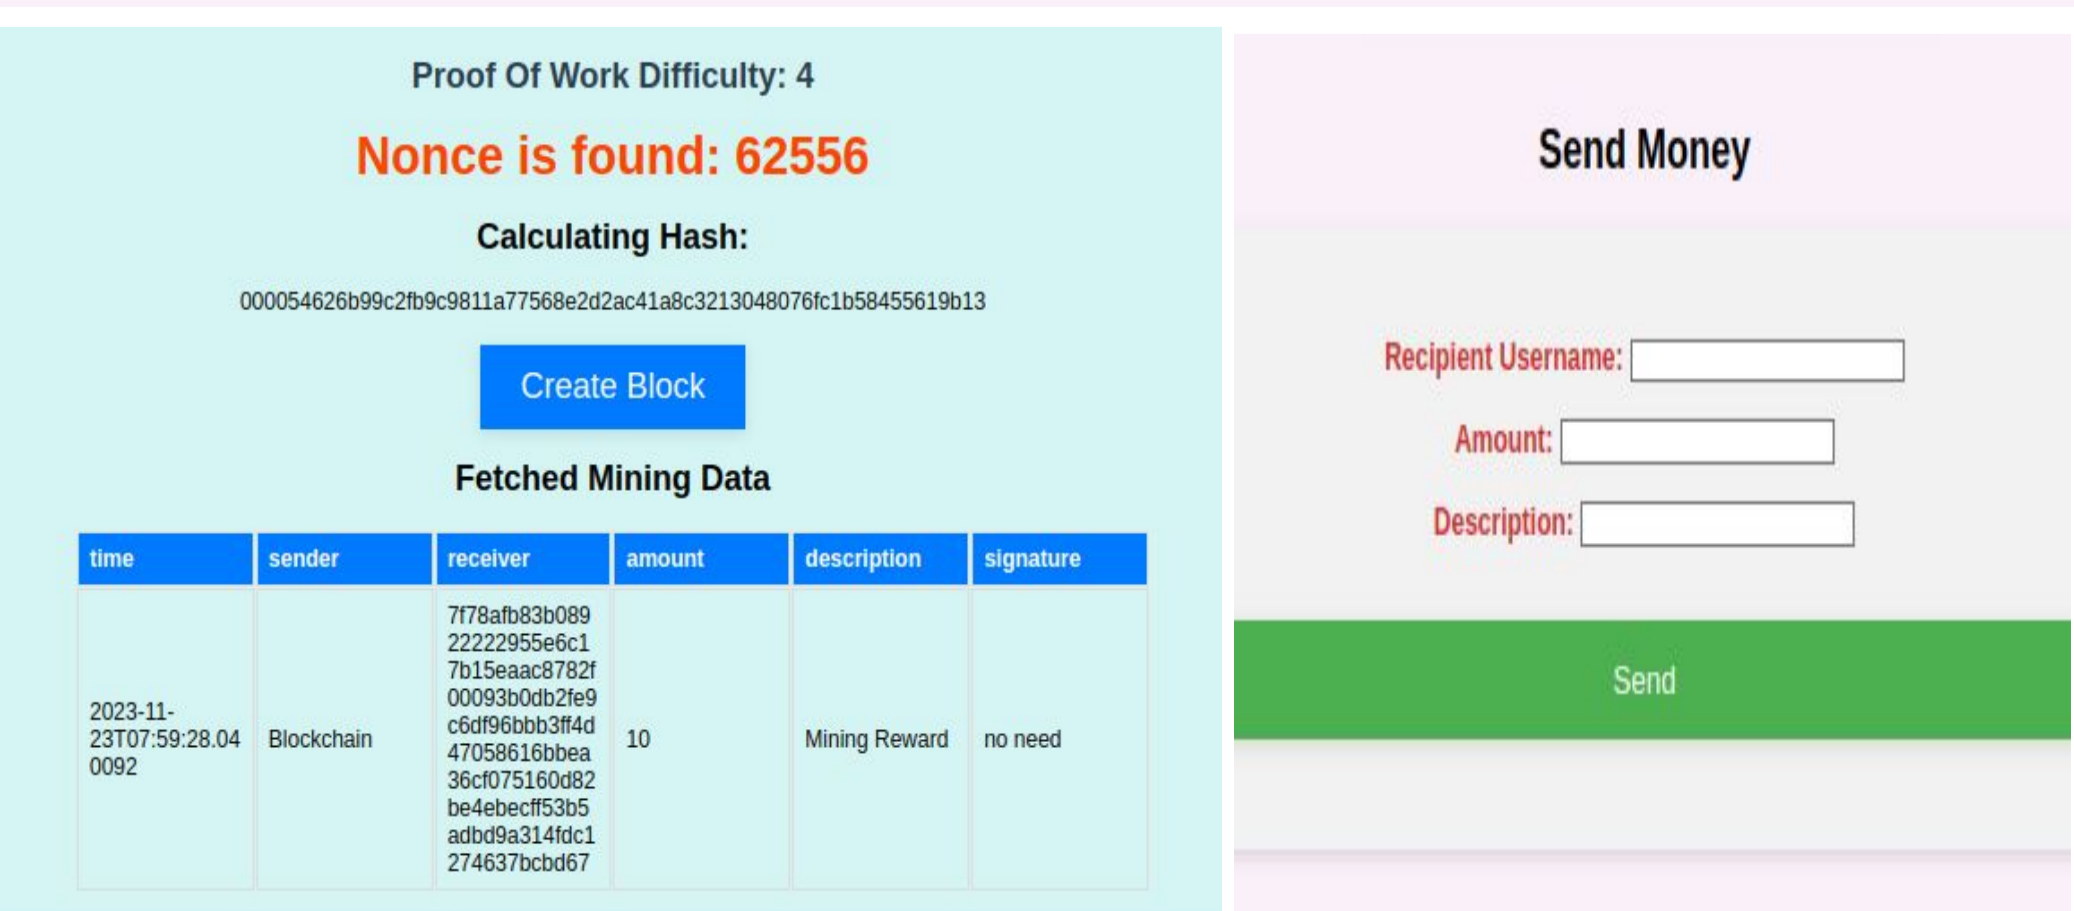 Proof Of Work Difficulty: 4
Nonce is found: 62556
Calculating Hash:
000054626b99c2fb9c9811a77568e2d2ac41a8c3213048076fc1b58455619b13
Create Block
Fetched Mining Data
time sender receiver amount description signature
2023-11-
23T07:59:28.04
0092
Blockchain
7f78afb83b089
22222955e6c1
7b15eaac8782f
00093b0db2fe9
c6df96bbb3ff4d
47058616bbea
36cf075160d82
be4ebecff53b5
adbd9a314fdc1
274637bcbd67
10
Mining Reward
no need
Send Money
Recipient Username:
Amount:
Description:
Send